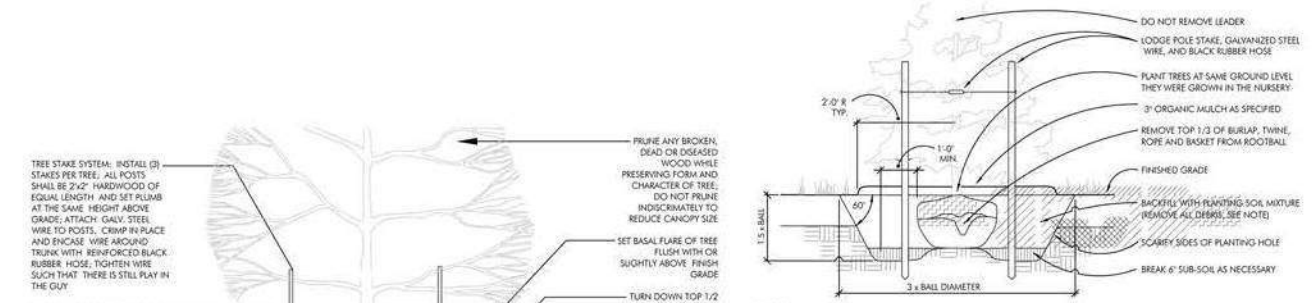 TREE STAKE SYSTEM: INSTALL (3)
STAKES PER TREE; ALL POSTS
SHALL BE 2"x2" HARDWOOD OF
EQUAL LENGTH AND SET PLUMB
AT THE SAME HEIGHT ABOVE
GRADE; ATTACH GALV. STEEL
WIRE TO POSTS. CRIMP IN PLACE
AND ENCASE WIRE AROUND
TRUNK WITH REINFORCED BLACK
RUBBER HOSE; TIGHTEN WIRE
SUCH THAT THERE IS STILL PLAY IN
THE GUY
PRUNE ANY BROKEN,
DEAD OR DISEASED
WOOD WHILE
PRESERVING FORM AND
CHARACTER OF TREE;
DO NOT PRUNE
INDISCRIMATELY TO
REDUCE CANOPY SIZE
SET BASAL FLARE OF TREE
FLUSH WITH OR
SLIGHTLY ABOVE FINISH
GRADE
TURN DOWN TOP 1/2
DO NOT REMOVE LEADER
LODGE POLE STAKE, GALVANIZED STEEL
WIRE, AND BLACK RUBBER HOSE
PLANT TREES AT SAME GROUND LEVEL
THEY WERE GROWN IN THE NURSERY
3" ORGANIC MULCH AS SPECIFIED
REMOVE TOP 1/3 OF BURLAP, TWINE,
ROPE AND BASKET FROM ROOTBALL
FINISHED GRADE
BACKFILL WITH PLANTING SOIL MIXTURE
(REMOVE ALL DEBRIS, SEE NOTE)
SCARIFY SIDES OF PLANTING HOLE
BREAK 6" SUB-SOIL AS NECESSARY
2'-0" R
TYP.
1'-0"
MIN.
60°
1.5 x BALL
3 x BALL DIAMETER